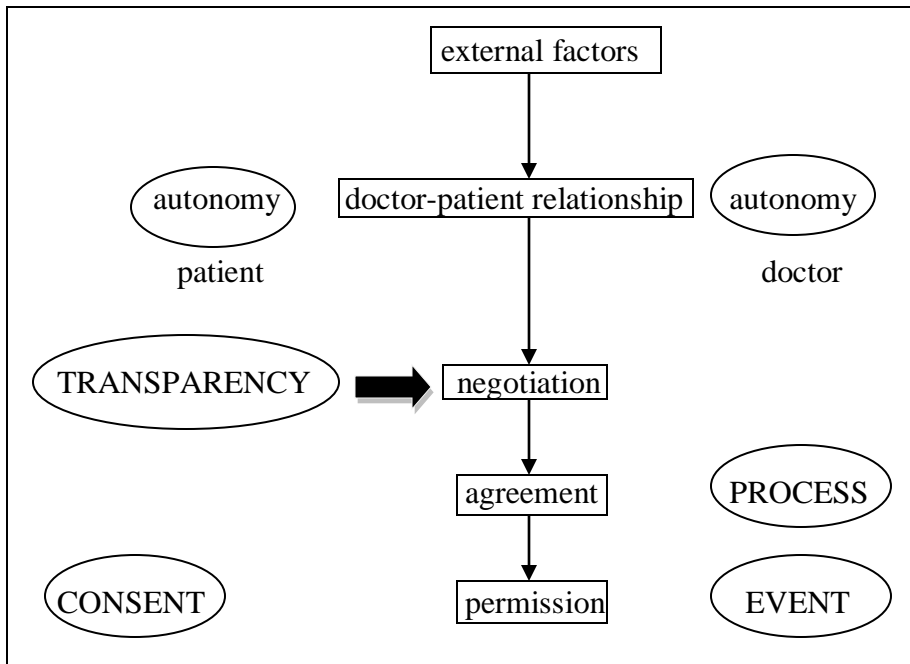 external factors
autonomy
doctor-patient relationship
autonomy
patient
doctor
TRANSPARENCY
negotiation
agreement
PROCESS
CONSENT
permission
EVENT